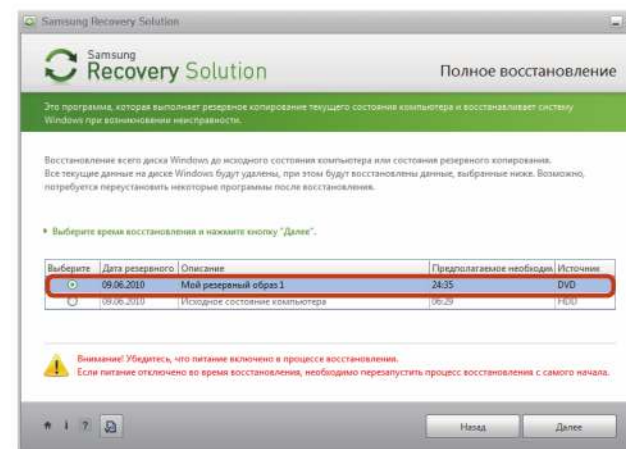 Samsung Recovery Solution
Samsung
Recovery Solution
Полное восстановление
Это программа, которая выполняет резервное копирование текущего состояния компьютера и восстанавливает систему
Windows при возникновении неисправности.
Восстановление всего диска Windows до исходного состояния компьютера или состояния резервного копирования.
Все текущие данные на диске Windows будут удалены, при этом будут восстановлены данные, выбранные ниже. Возможно,
потребуется переустановить некоторые программы после восстановления.
Выберите время восстановления и нажмите кнопку "Далее".
Выберите Дата резервного Описание Предполагаемое необходим Источник
09.06.2010 Мой резервный образ 1 24:35 DVD
09.06.2010 Исходное состояние компьютера 06:29 HDD
Внимание! Убедитесь, что питание включено в процессе восстановления.
Если питание отключено во время восстановления, необходимо перезапустить процесс восстановления с самого начала.
Назад Далее